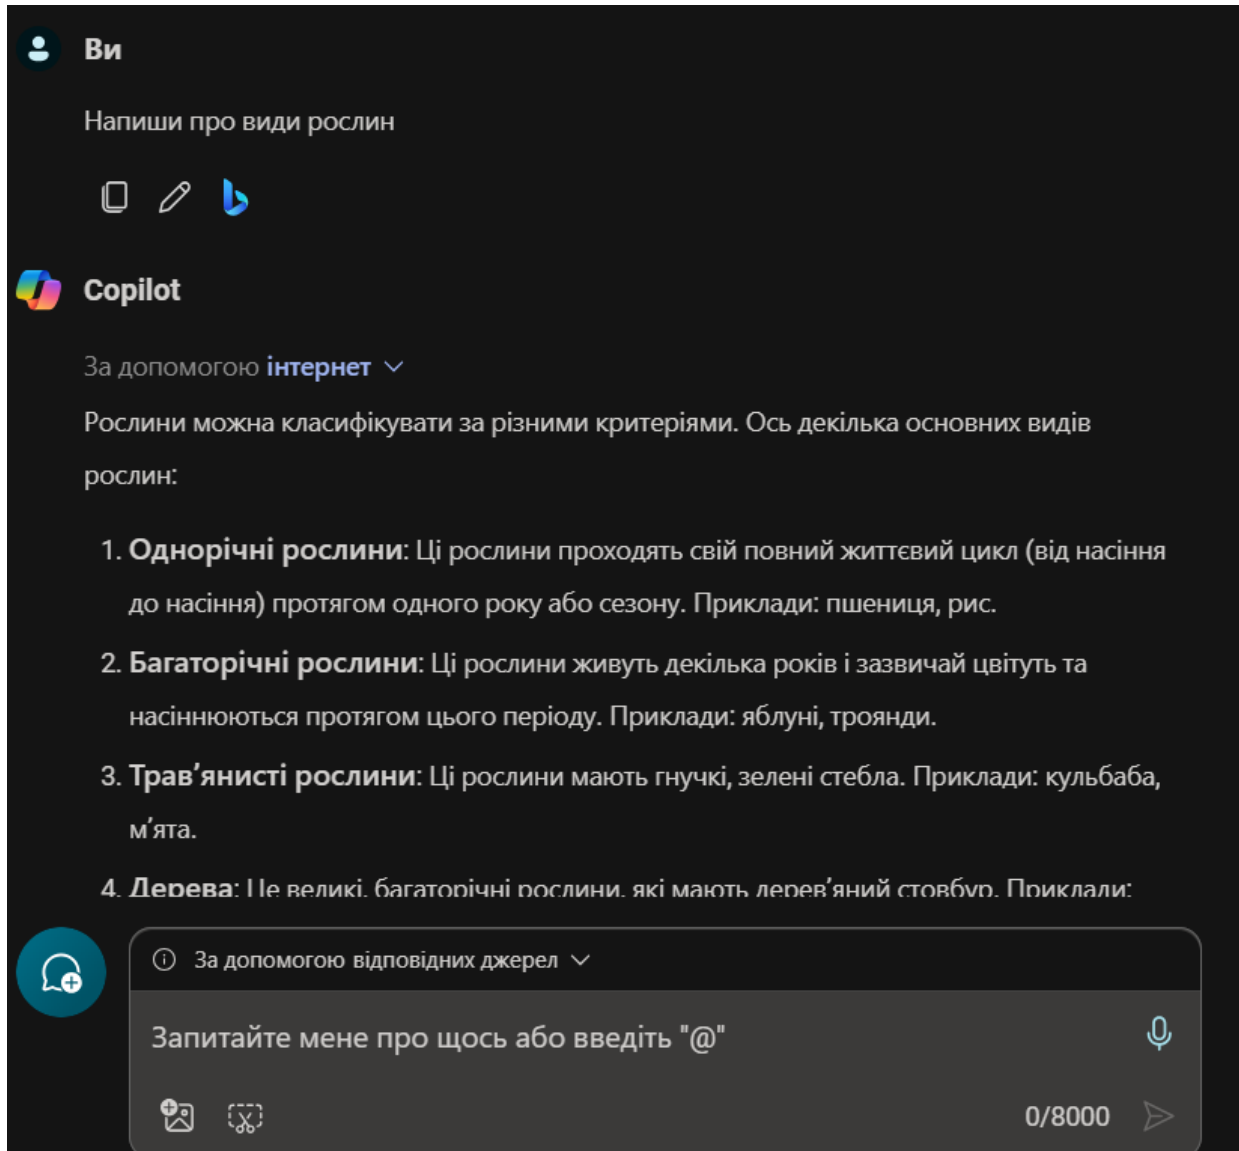 Ви
Напиши про види рослин
Copilot
За допомогою інтернет
Рослини можна класифікувати за різними критеріями. Ось декілька основних видів
рослин:
1. Однорічні рослини: Ці рослини проходять свій повний життєвий цикл (від насіння
до насіння) протягом одного року або сезону. Приклади: пшениця, рис.
2. Багаторічні рослини: Ці рослини живуть декілька років і зазвичай цвітуть та
насіннюються протягом цього періоду. Приклади: яблуні, троянди.
3. Трав’янисті рослини: Ці рослини мають гнучкі, зелені стебла. Приклади: кульбаба,
м’ята.
4. Дерева: Це великі, багаторічні рослини, які мають дерев’яний стовбур. Приклади:
За допомогою відповідних джерел
Запитайте мене про щось або введіть "@"
0/8000